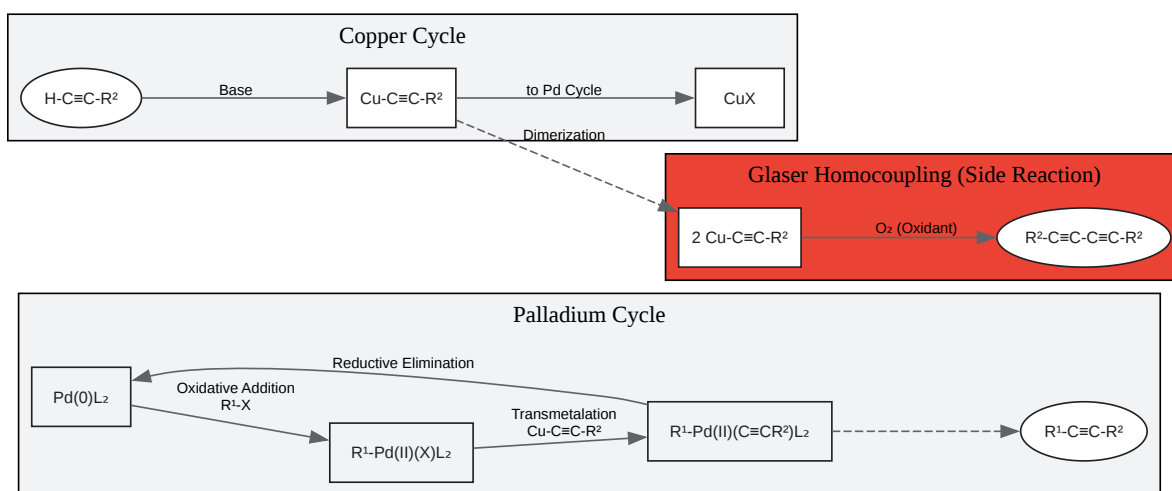 Copper Cycle
H-C≡C-R²
Base
Cu-C≡C-R²
to Pd Cycle
CuX
Dimerization
Glaser Homocoupling (Side Reaction)
2 Cu-C≡C-R²
O₂ (Oxidant)
R²-C≡C-C≡C-R²
Palladium Cycle
Reductive Elimination
Pd(0)L₂
Oxidative Addition
R¹-X
R¹-Pd(II)(X)L₂
Transmetalation
Cu-C≡C-R²
R¹-Pd(II)(C≡CR²)L₂
R¹-C≡C-R²